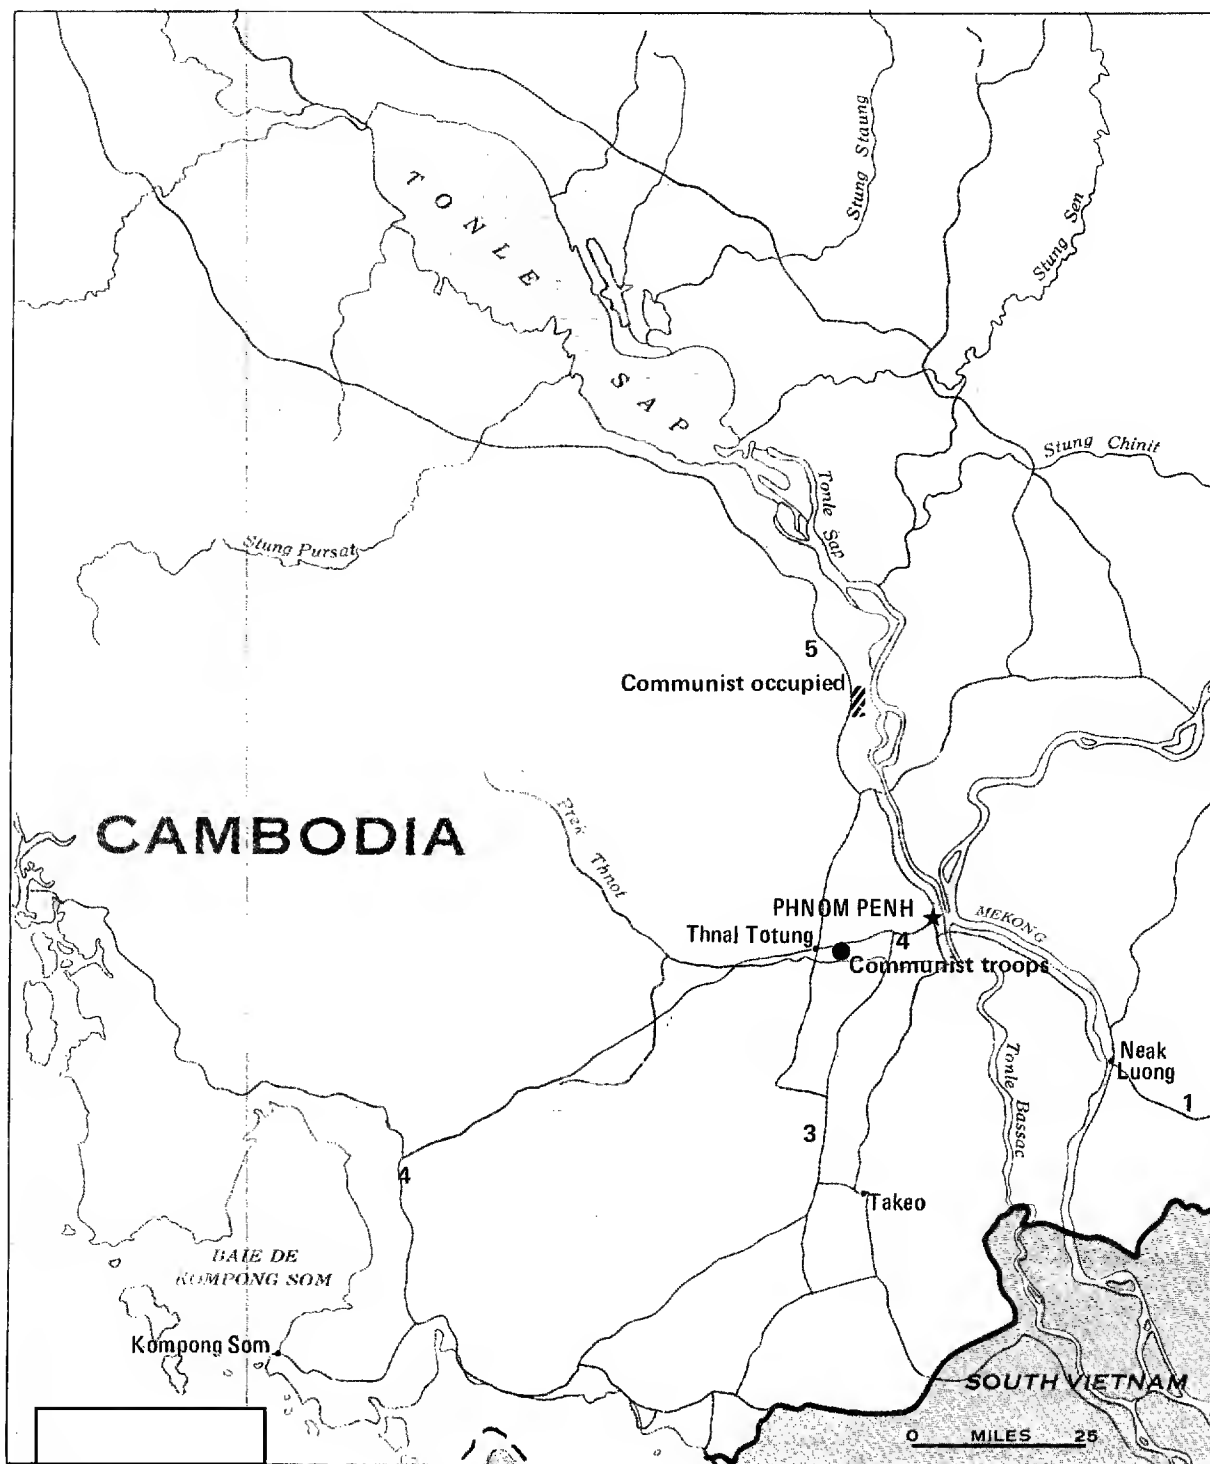 Stung Staung
Stung Sen
TONLE
SAP
Stung Chinit
Tonle Sap
Stung Pursat
5
Communist occupied
CAMBODIA
Prek Thnot
PHNOM PENH
MEKONG
Thnal Totung
4
Communist troops
Neak
Luong
Tonle Bassac
1
3
4
Takeo
BAIE DE
KOMPONG SOM
Kompong Som
SOUTH VIETNAM
0 MILES 25